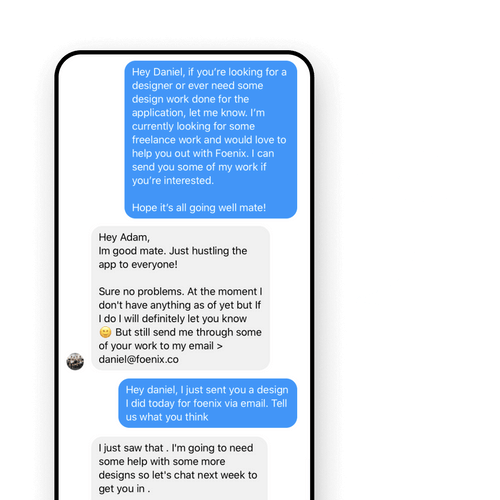 Hey Daniel, if you're looking for a
designer or ever need some
design work done for the
application, let me know. I'm
currently looking for some
freelance work and would love to
help you out with Foenix. I can
send you some of my work if
you're interested.
Hope it's all going well mate!
Hey Adam,
Im good mate. Just hustling the
app to everyone!
Sure no problems. At the moment I
don't have anything as of yet but If
I do I will definitely let you know
😀 But still send me through some
of your work to my email >
daniel@foenix.co
Hey daniel, I just sent you a design
I did today for foenix via email. Tell
us what you think
I just saw that . I'm going to need
some help with some more
designs so let's chat next week to
get you in .